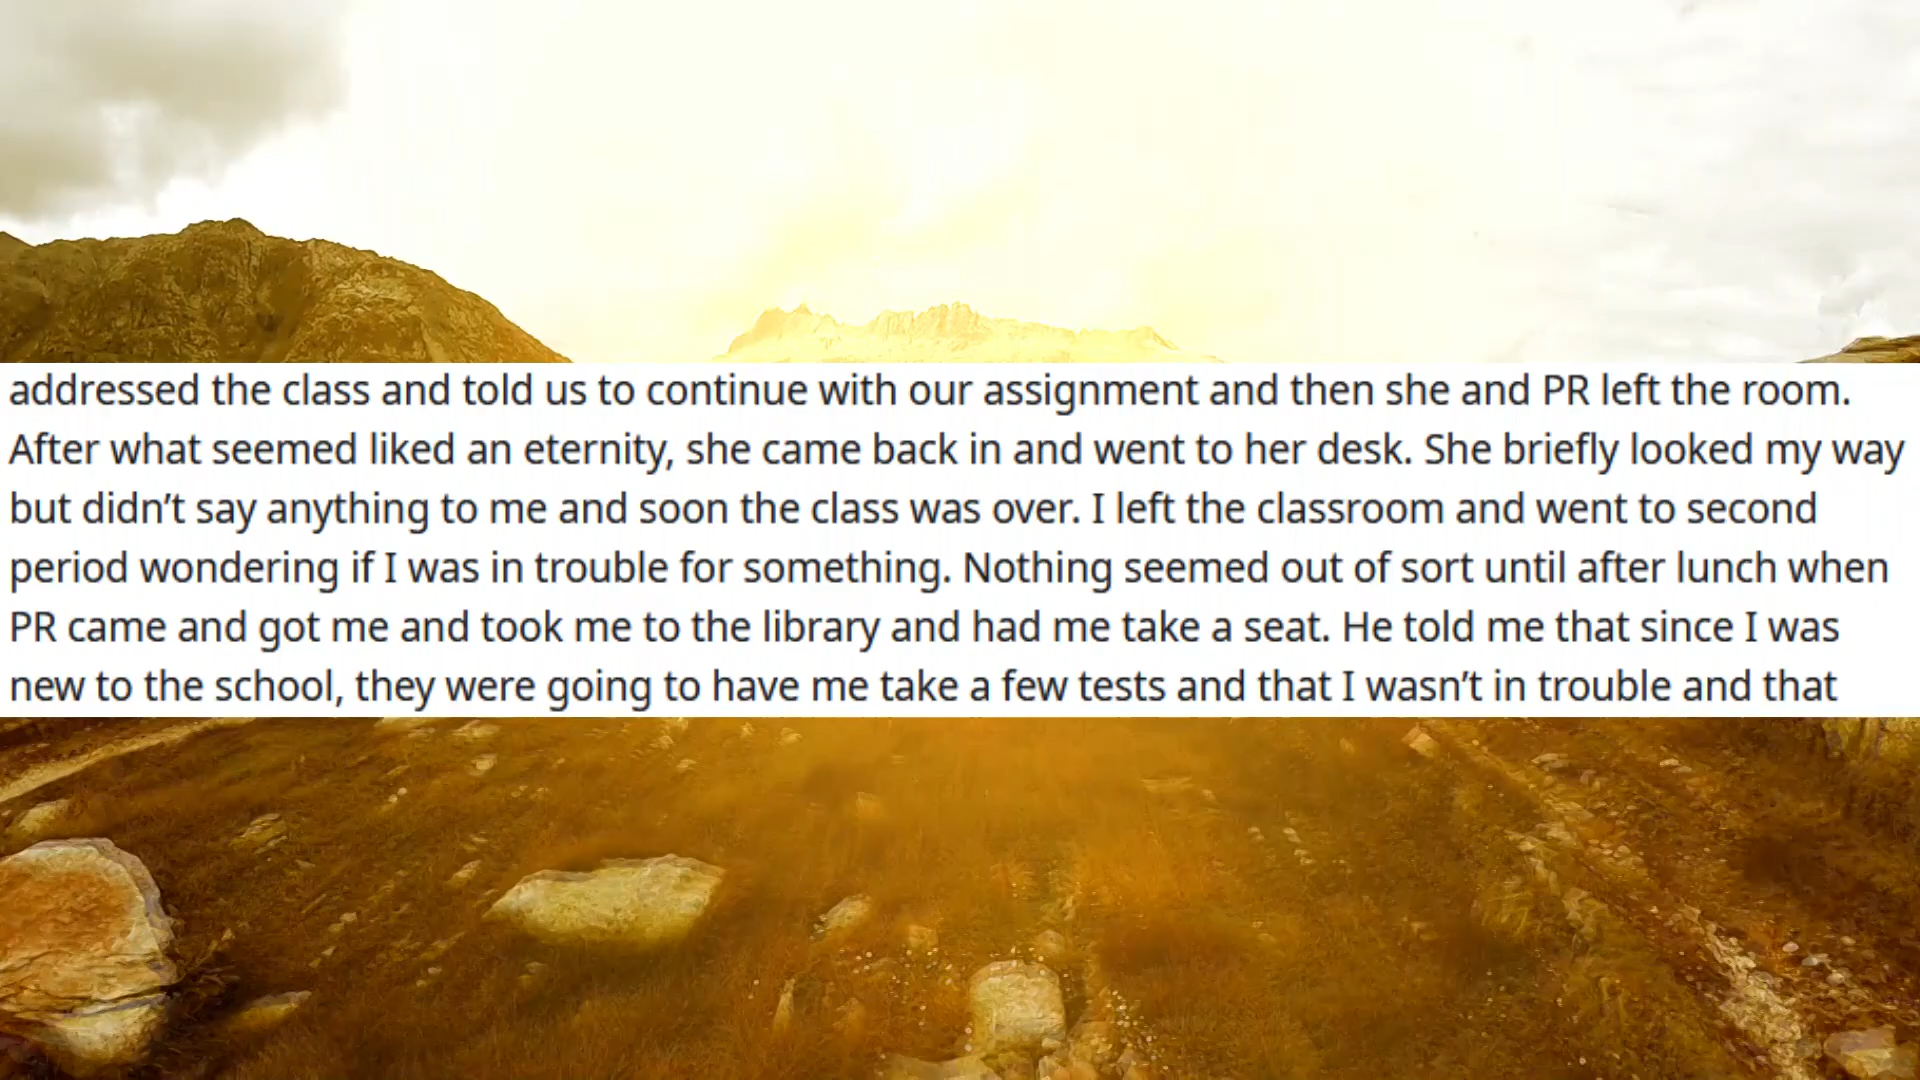 addressed the class and told us to continue with our assignment and then she and PR left the room.
After what seemed liked an eternity, she came back in and went to her desk. She briefly looked my way
but didn’t say anything to me and soon the class was over. I left the classroom and went to second
period wondering if I was in trouble for something. Nothing seemed out of sort until after lunch when
PR came and got me and took me to the library and had me take a seat. He told me that since I was
new to the school, they were going to have me take a few tests and that I wasn’t in trouble and that